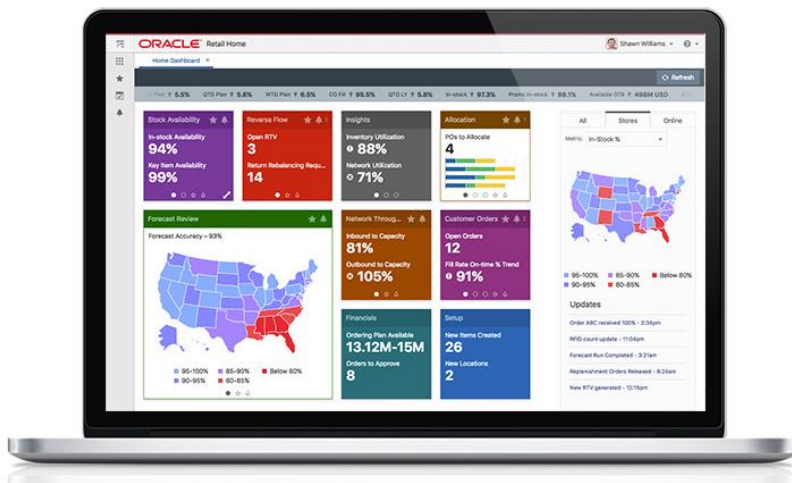 ORACLE Retail Home
Shawn Williams
Home Dashboard ×
Refresh
Plan ⇑ 5.5% QTD Plan ⇑ 5.6% WTD Plan ⇑ 6.5% CO Fill ⇑ 95.5% QTD LY ⇑ 5.8% In-stock ⇑ 97.3% Promo In-stock ⇑ 98.1% Available OTB ⇑ 498M USD
Stock Availability
In-stock Availability
94%
Key Item Availability
99%
Reverse Flow
Open RTV
3
Return Rebalancing Requ...
14
Insights
Inventory Utilization
88%
Network Utilization
71%
Allocation
POs to Allocate
4
Forecast Review
Forecast Accuracy - 93%
95-100% 85-90% Below 80%
90-95% 80-85%
Network Throug...
Inbound to Capacity
81%
Outbound to Capacity
105%
Customer Orders
Open Orders
12
Fill Rate On-time % Trend
91%
Financials
Ordering Plan Available
13.12M-15M
Orders to Approve
8
Setup
New Items Created
26
New Locations
2
All Stores Online
Metric In-Stock %
95-100% 85-90% Below 80%
90-95% 80-85%
Updates
Order ABC received 100% - 2:34pm
RFID count update - 11:04pm
Forecast Run Completed - 3:21am
Replenishment Orders Released - 8:24am
New RTV generated - 12:15pm